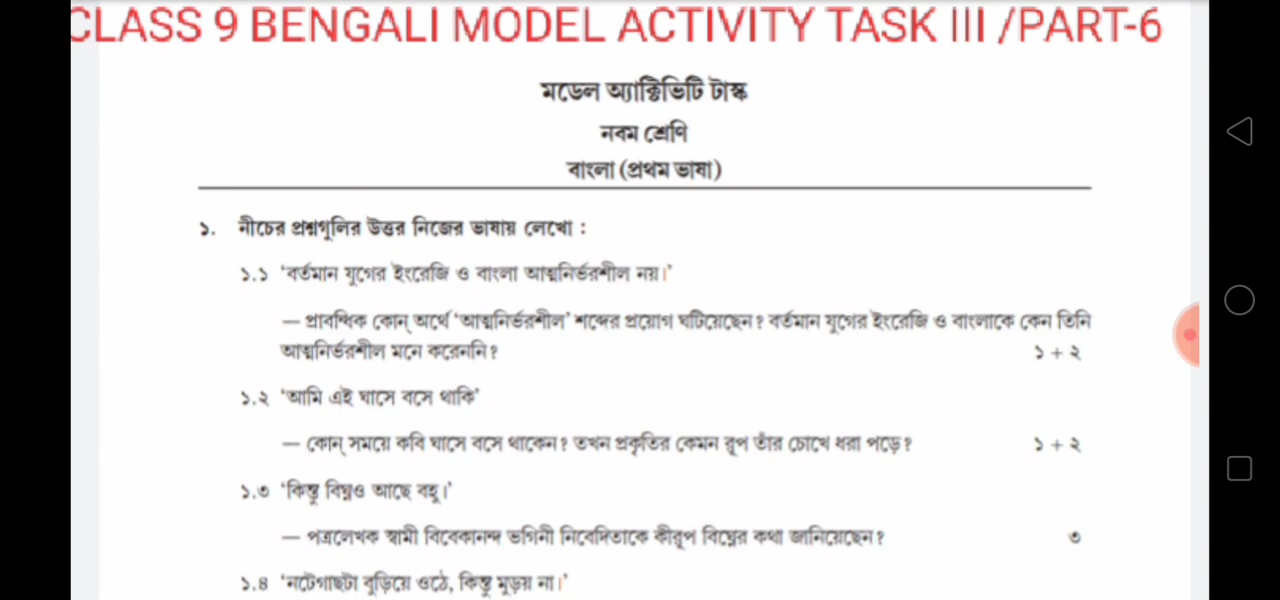 CLASS 9 BENGALI MODEL ACTIVITY TASK III /PART-6
মডেল অ্যাক্টিভিটি টাস্ক
নবম শ্রেণি
বাংলা (প্রথম ভাষা)
১. নীচের প্রশ্নগুলির উত্তর নিজের ভাষায় লেখো :
১.১ ‘বর্তমান যুগের ইংরেজি ও বাংলা আত্মনির্ভরশীল নয়।’
— প্রাবন্ধিক কোন্ অর্থে ‘আত্মনির্ভরশীল’ শব্দের প্রয়োগ ঘটিয়েছেন? বর্তমান যুগের ইংরেজি ও বাংলাকে কেন তিনি
আত্মনির্ভরশীল মনে করেননি? ১ + ২
১.২ ‘আমি এই ঘাসে বসে থাকি’
— কোন্ সময়ে কবি ঘাসে বসে থাকেন? তখন প্রকৃতির কেমন রূপ তাঁর চোখে ধরা পড়ে? ১ + ২
১.৩ ‘কিন্তু বিঘ্নও আছে বহু।’
— পত্রলেখক স্বামী বিবেকানন্দ ভগিনী নিবেদিতাকে কীরূপ বিঘ্নের কথা জানিয়েছেন? ৩
১.৪ ‘নটেগাছটা বুড়িয়ে ওঠে, কিন্তু মুড়য় না।’